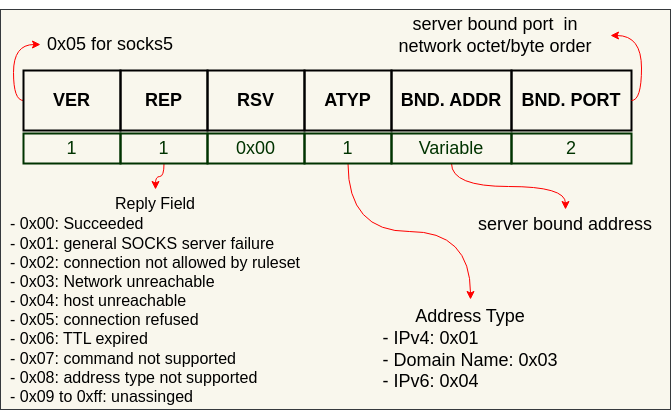 0x05 for socks5
server bound port in
network octet/byte order
VER REP RSV ATYP BND. ADDR BND. PORT
1 1 0x00 1 Variable 2
Reply Field
- 0x00: Succeeded
- 0x01: general SOCKS server failure
- 0x02: connection not allowed by ruleset
- 0x03: Network unreachable
- 0x04: host unreachable
- 0x05: connection refused
- 0x06: TTL expired
- 0x07: command not supported
- 0x08: address type not supported
- 0x09 to 0xff: unassinged
server bound address
Address Type
- IPv4: 0x01
- Domain Name: 0x03
- IPv6: 0x04